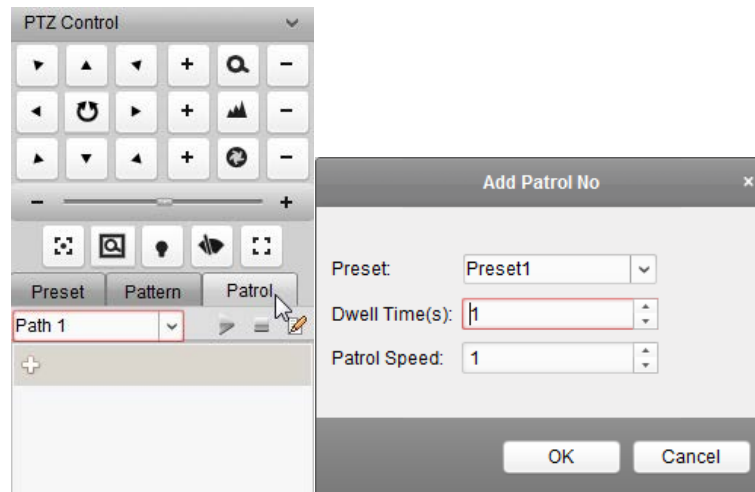 PTZ Control
Preset
Pattern
Patrol
Path 1
Add Patrol No
Preset:
Preset1
Dwell Time(s):
1
Patrol Speed:
1
OK
Cancel